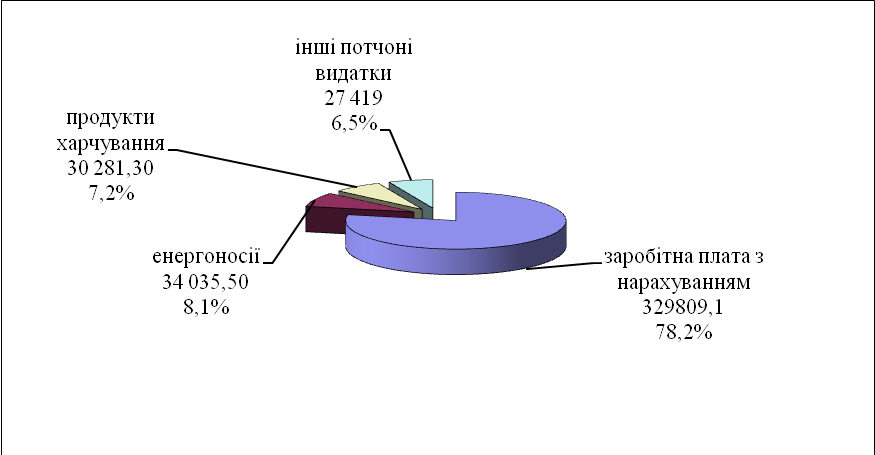 інші потчоні
видатки
27 419
6,5%
продукти
харчування
30 281,30
7,2%
енергоносії
34 035,50
8,1%
заробітна плата з
нарахуванням
329809,1
78,2%